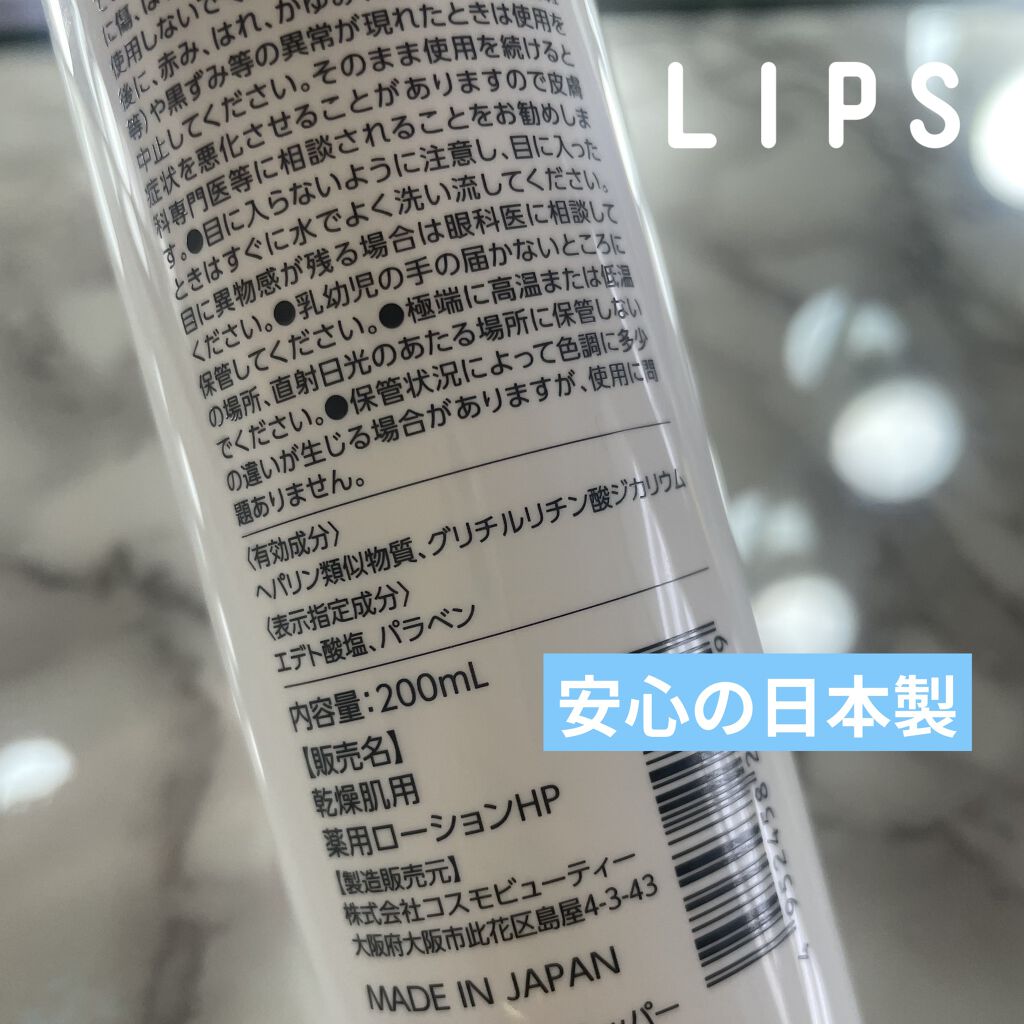 に傷、は
使用しないで
後に、赤み、はれ、かゆみ
等)や黒ずみ等の異常が現れたときは使用を
中止してください。そのまま使用を続けると
症状を悪化させることがありますので皮膚
科専門医等に相談されることをお勧めしま
す。●目に入らないように注意し、目に入った
ときはすぐに水でよく洗い流してください。
目に異物感が残る場合は眼科医に相談して
ください。●乳幼児の手の届かないところに
保管してください。●極端に高温または低温
の場所、直射日光のあたる場所に保管しない
でください。●保管状況によって色調に多少
の違いが生じる場合がありますが、使用に問
題ありません。
〈有効成分〉
ヘパリン類似物質、グリチルリチン酸ジカリウム
〈表示指定成分〉
エデト酸塩、パラベン
内容量:200mL
【販売名】
乾燥肌用
薬用ローションHP
【製造販売元】
株式会社コスモビューティー
大阪府大阪市此花区島屋4-3-43
MADE IN JAPAN
LIPS
安心の日本製